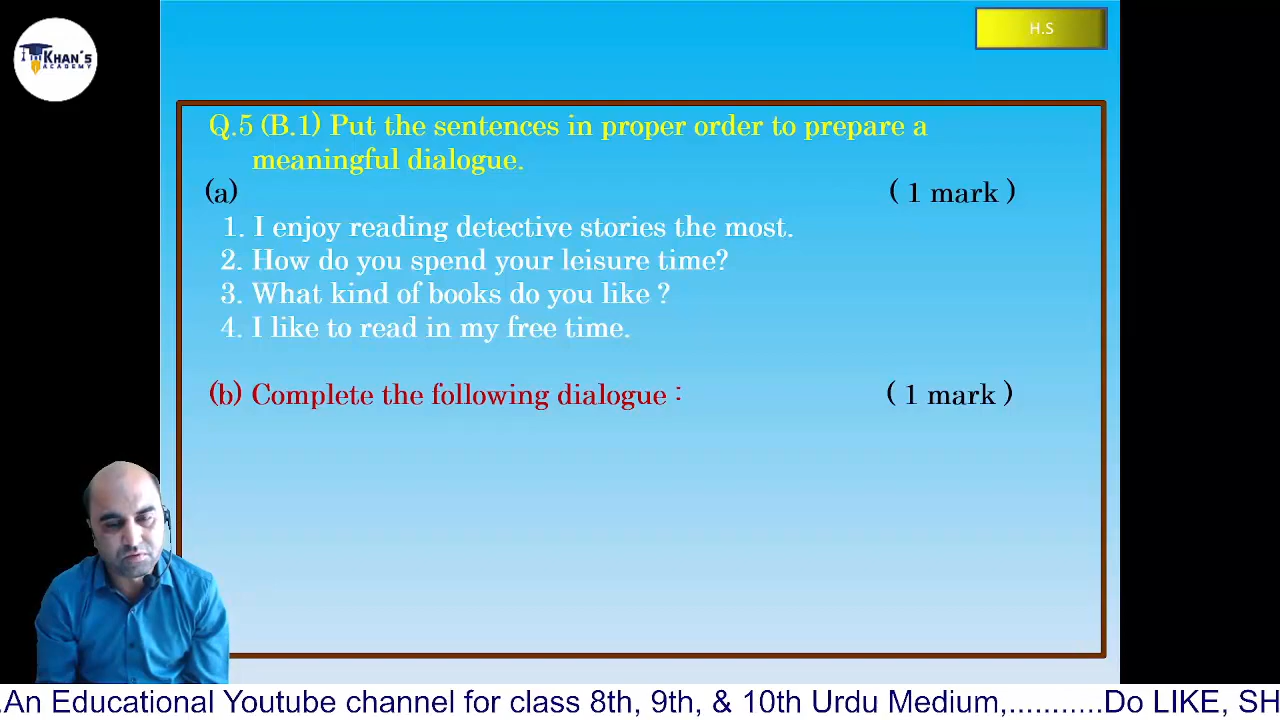 KHAN'S
ACADEMY
H.S
Q.5 (B.1) Put the sentences in proper order to prepare a
meaningful dialogue.
(a) ( 1 mark )
1. I enjoy reading detective stories the most.
2. How do you spend your leisure time?
3. What kind of books do you like ?
4. I like to read in my free time.
(b) Complete the following dialogue : ( 1 mark )
.An Educational Youtube channel for class 8th, 9th, & 10th Urdu Medium,...........Do LIKE, SH